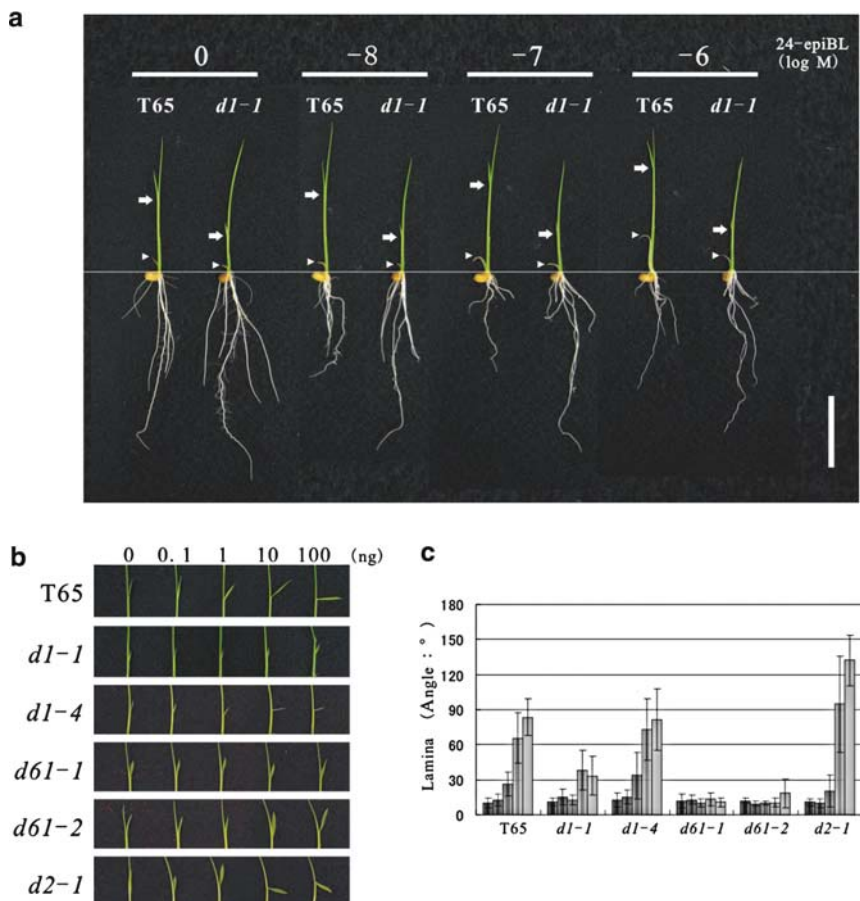 a
0 −8 −7 −6 24-epiBL
(log M)
T65 d1-1 T65 d1-1 T65 d1-1 T65 d1-1
b
0 0.1 1 10 100 (ng)
T65
d1-1
d1-4
d61-1
d61-2
d2-1
c
Lamina (Angle : °)
180
150
120
90
60
30
0
T65 d1-1 d1-4 d61-1 d61-2 d2-1